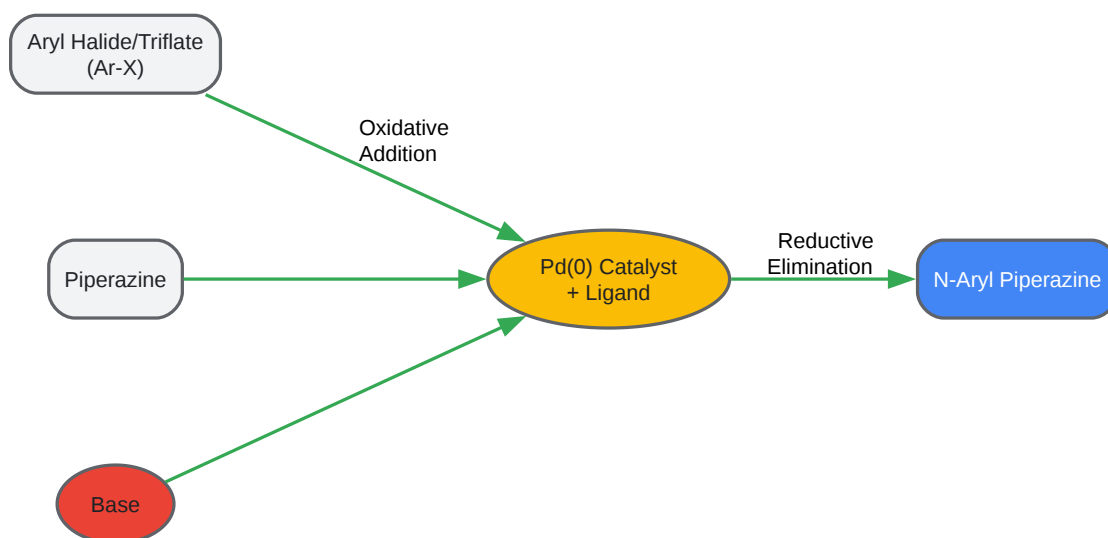 Aryl Halide/Triflate
(Ar-X)
Oxidative
Addition
Piperazine
Pd(0) Catalyst
+ Ligand
Reductive
Elimination
N-Aryl Piperazine
Base